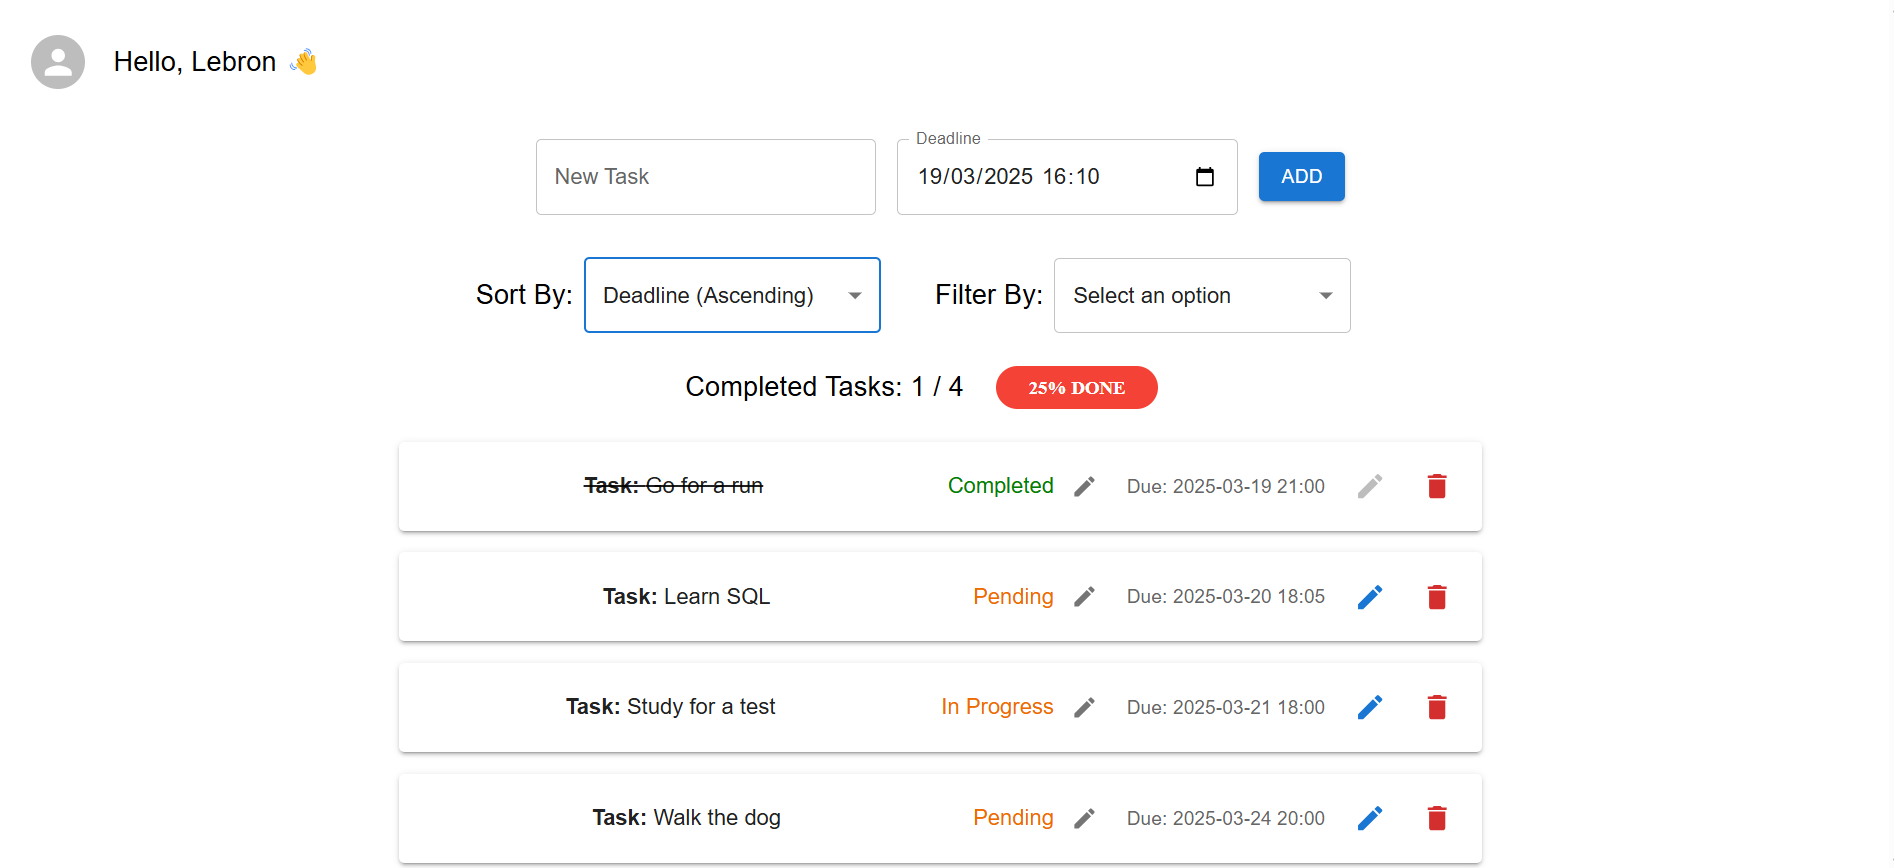 Hello, Lebron 👋
Deadline
New Task
19/03/2025 16:10
ADD
Sort By: Deadline (Ascending) Filter By: Select an option
Completed Tasks: 1 / 4 25% DONE
Task: Go for a run Completed Due: 2025-03-19 21:00
Task: Learn SQL Pending Due: 2025-03-20 18:05
Task: Study for a test In Progress Due: 2025-03-21 18:00
Task: Walk the dog Pending Due: 2025-03-24 20:00